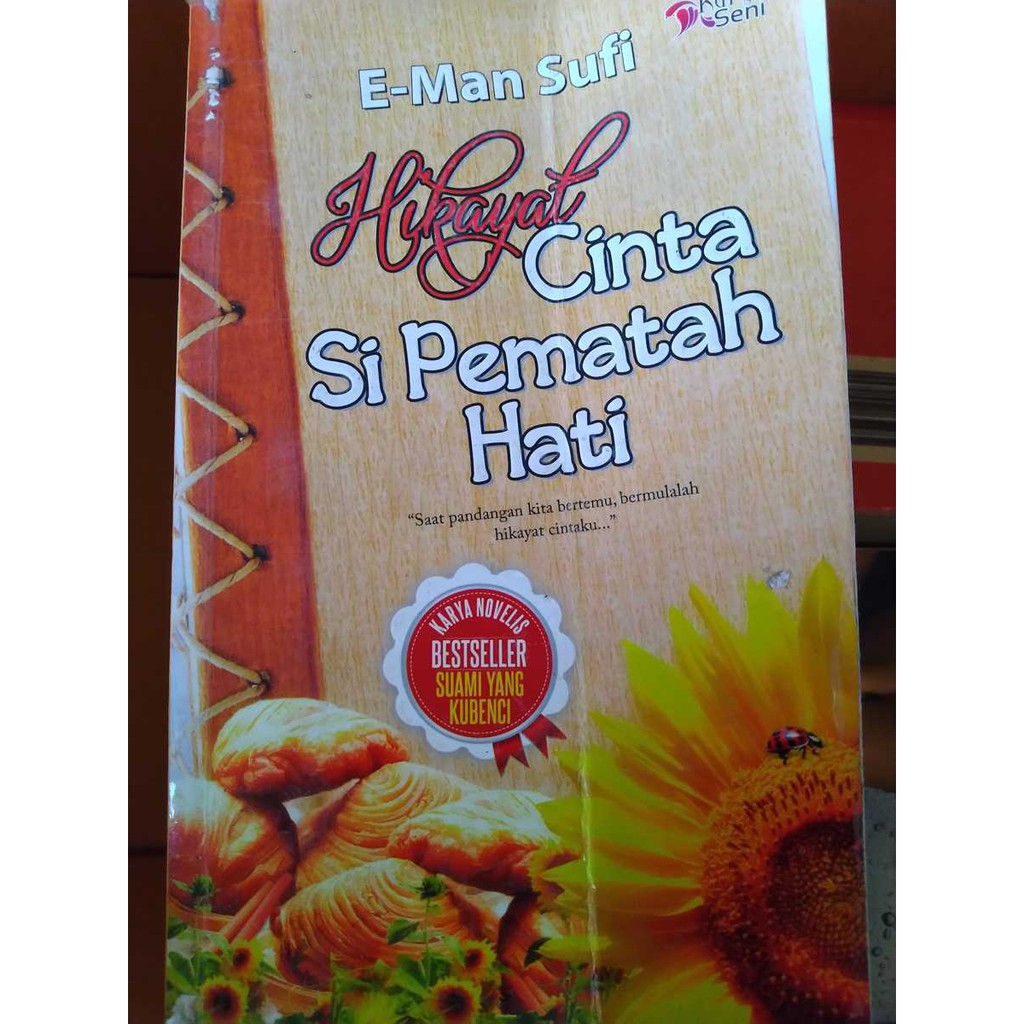 Seni
E-Man Sufi
Hikayat
Cinta
Si Pematah
Hati
“Saat pandangan kita bertemu, bermulalah
hikayat cintaku...”
KARYA NOVELIS
BESTSELLER
SUAMI YANG
KUBENCI